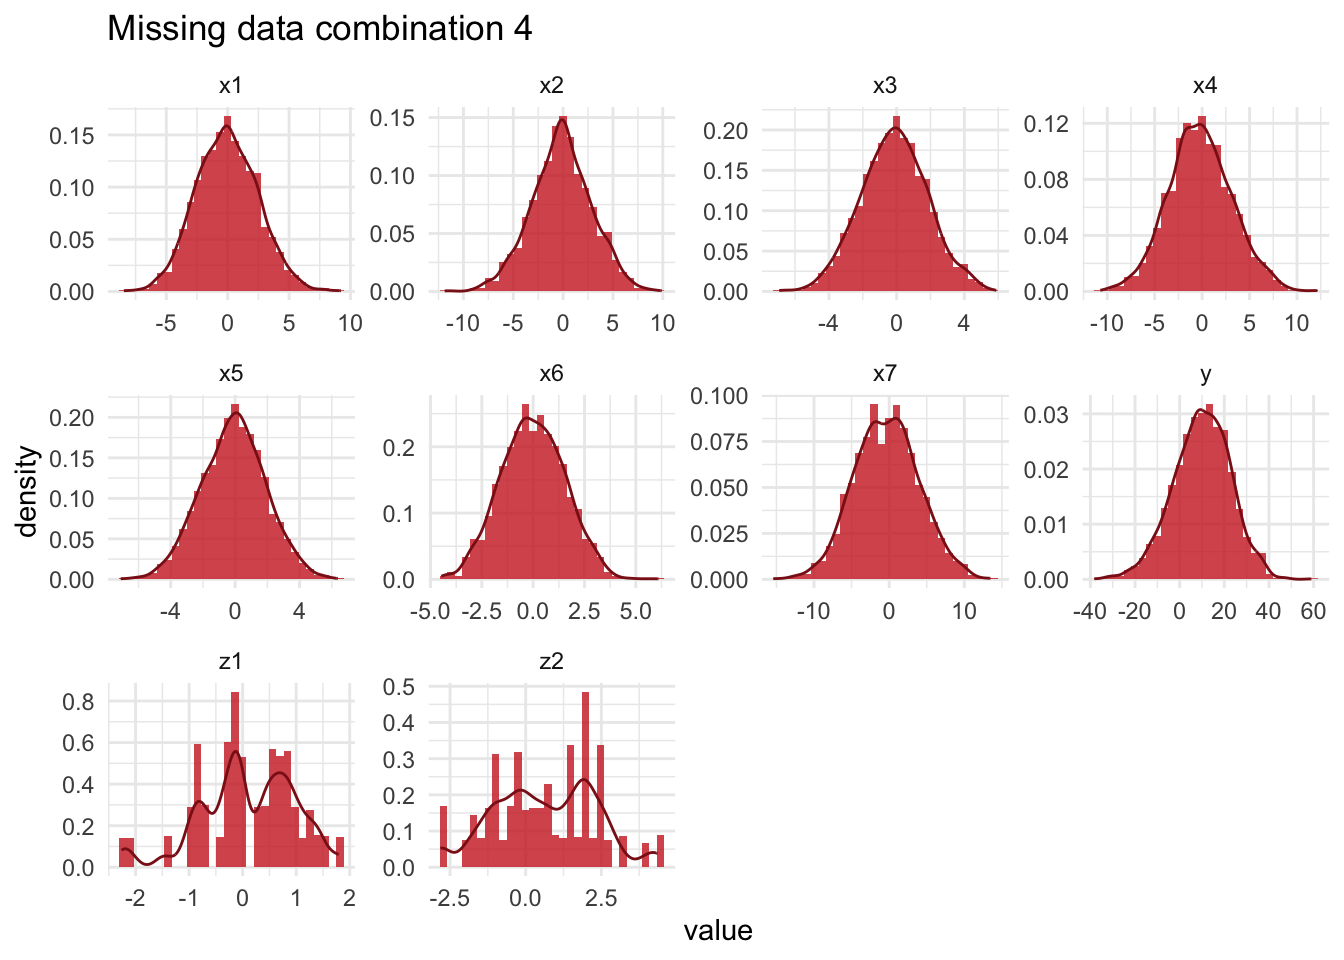 Missing data combination 4
x1 x2 x3 x4
0.15 0.10 0.05 0.00
-5 0 5 10
0.15 0.10 0.05 0.00
-10 -5 0 5 10
0.20 0.15 0.10 0.05 0.00
-4 0 4
0.12 0.08 0.04 0.00
-10 -5 0 5 10
x5 x6 x7 y
0.20 0.15 0.10 0.05 0.00
-4 0 4
0.2 0.1 0.0
-5.0 -2.5 0.0 2.5 5.0
0.100 0.075 0.050 0.025 0.000
-10 0 10
0.03 0.02 0.01 0.00
-40 -20 0 20 40 60
density
z1 z2
0.8 0.6 0.4 0.2 0.0
-2 -1 0 1 2
0.5 0.4 0.3 0.2 0.1 0.0
-2.5 0.0 2.5
value